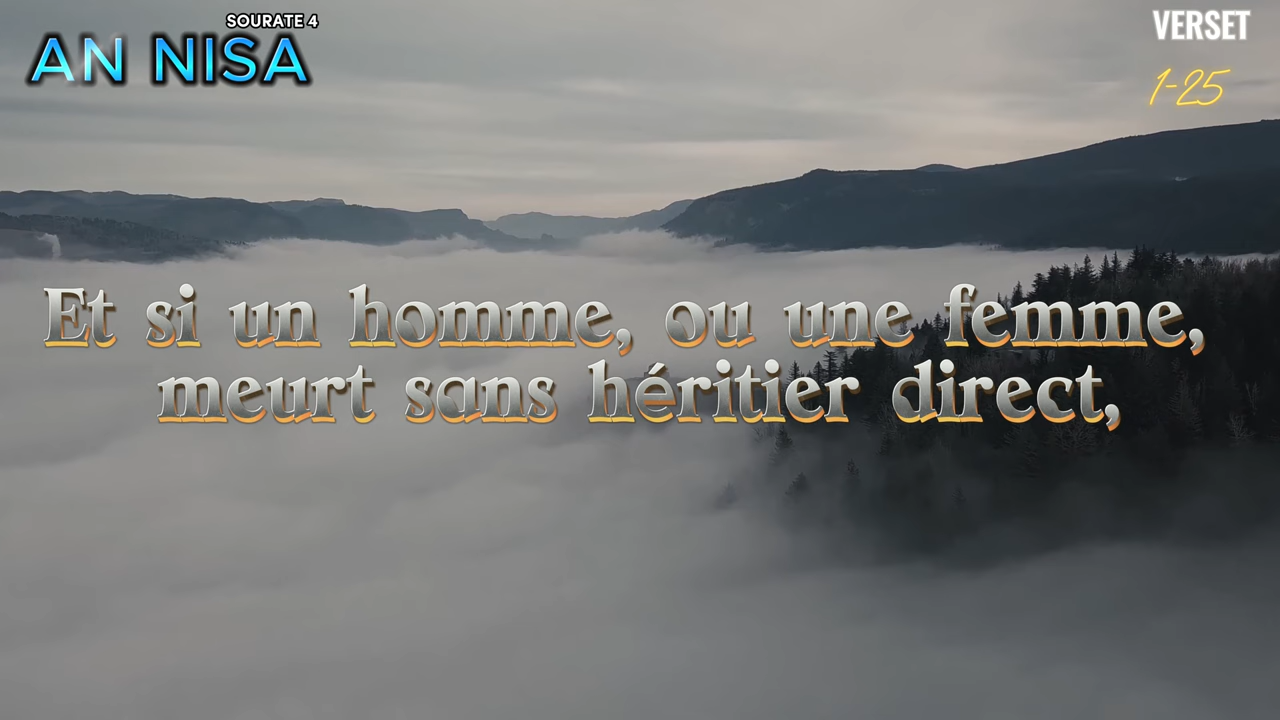 SOURATE 4
AN NISA
VERSET
1-25
Et si un homme, ou une femme,
meurt sans héritier direct,